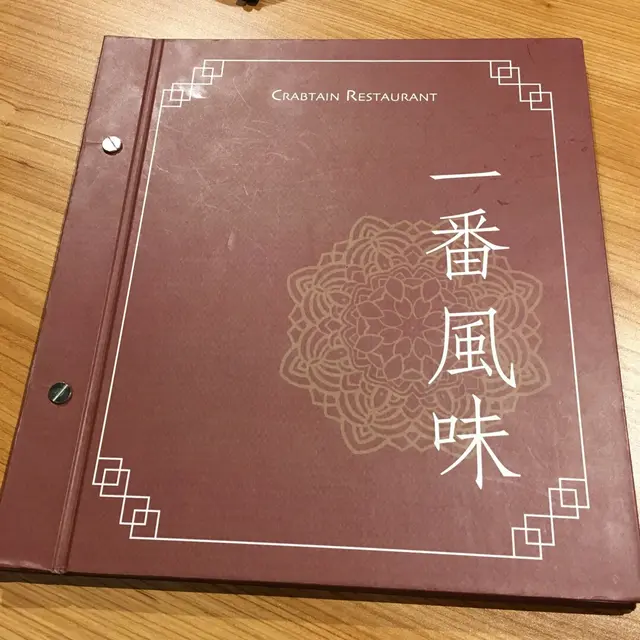 CRABTAIN RESTAURANT
一番風味